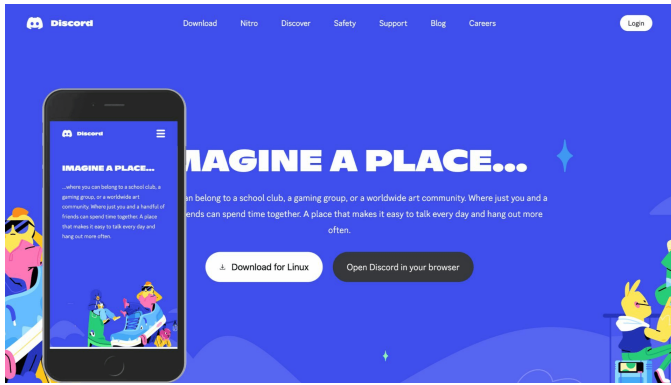 Discord
Download
Nitro
Discover
Safety
Support
Blog
Careers
Login
Discord
IMAGINE A PLACE...
...where you can belong to a school club, a
gaming group, or a worldwide art
community. Where just you and a handful of
friends can spend time together. A place
that makes it easy to talk every day and
hang out more often.
MAGINE A PLACE...
an belong to a school club, a gaming group, or a worldwide art community. Where just you and a
ends can spend time together. A place that makes it easy to talk every day and hang out more
often.
Download for Linux
Open Discord in your browser